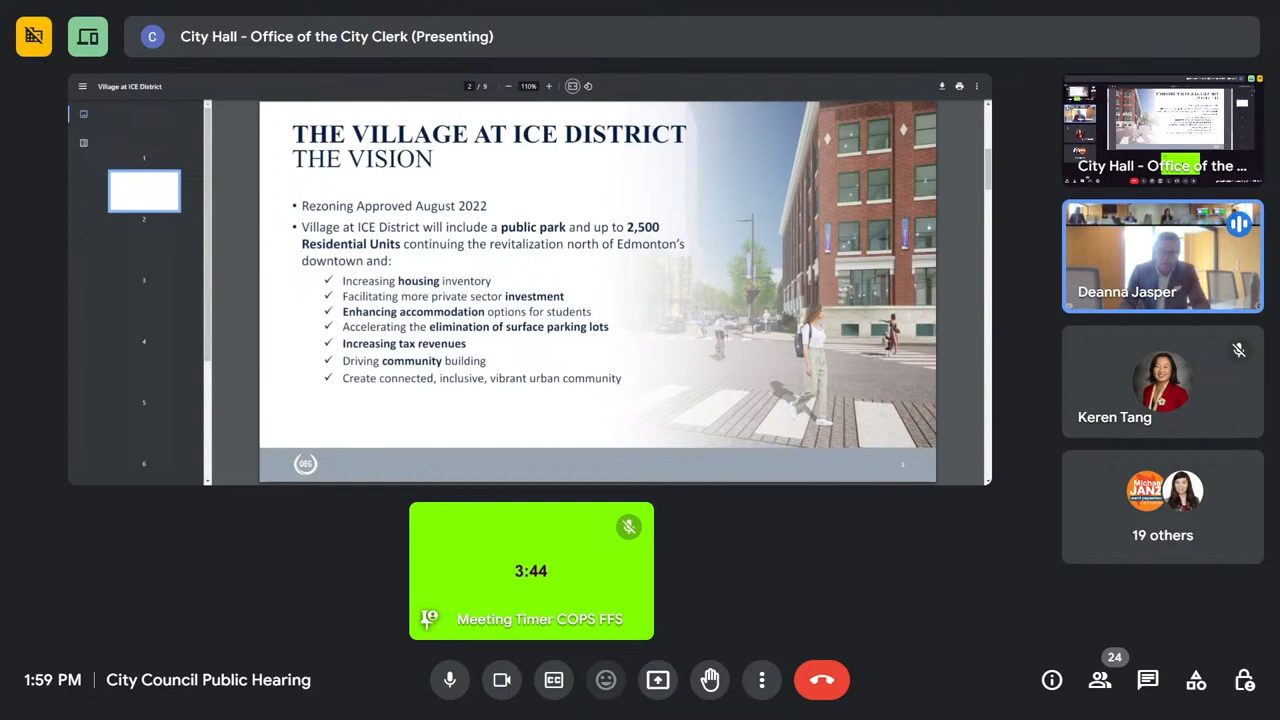 C
City Hall - Office of the City Clerk (Presenting)
Village at ICE District
2 / 9
110%
1
2
3
4
5
6
THE VILLAGE AT ICE DISTRICT
THE VISION
• Rezoning Approved August 2022
• Village at ICE District will include a public park and up to 2,500
Residential Units continuing the revitalization north of Edmonton's
downtown and:
✓ Increasing housing inventory
✓ Facilitating more private sector investment
✓ Enhancing accommodation options for students
✓ Accelerating the elimination of surface parking lots
✓ Increasing tax revenues
✓ Driving community building
✓ Create connected, inclusive, vibrant urban community
OEG
City Hall - Office of the ...
Deanna Jasper
Keren Tang
Michael
JANZ
19 others
3:44
Meeting Timer COPS FFS
1:59 PM
City Council Public Hearing
24